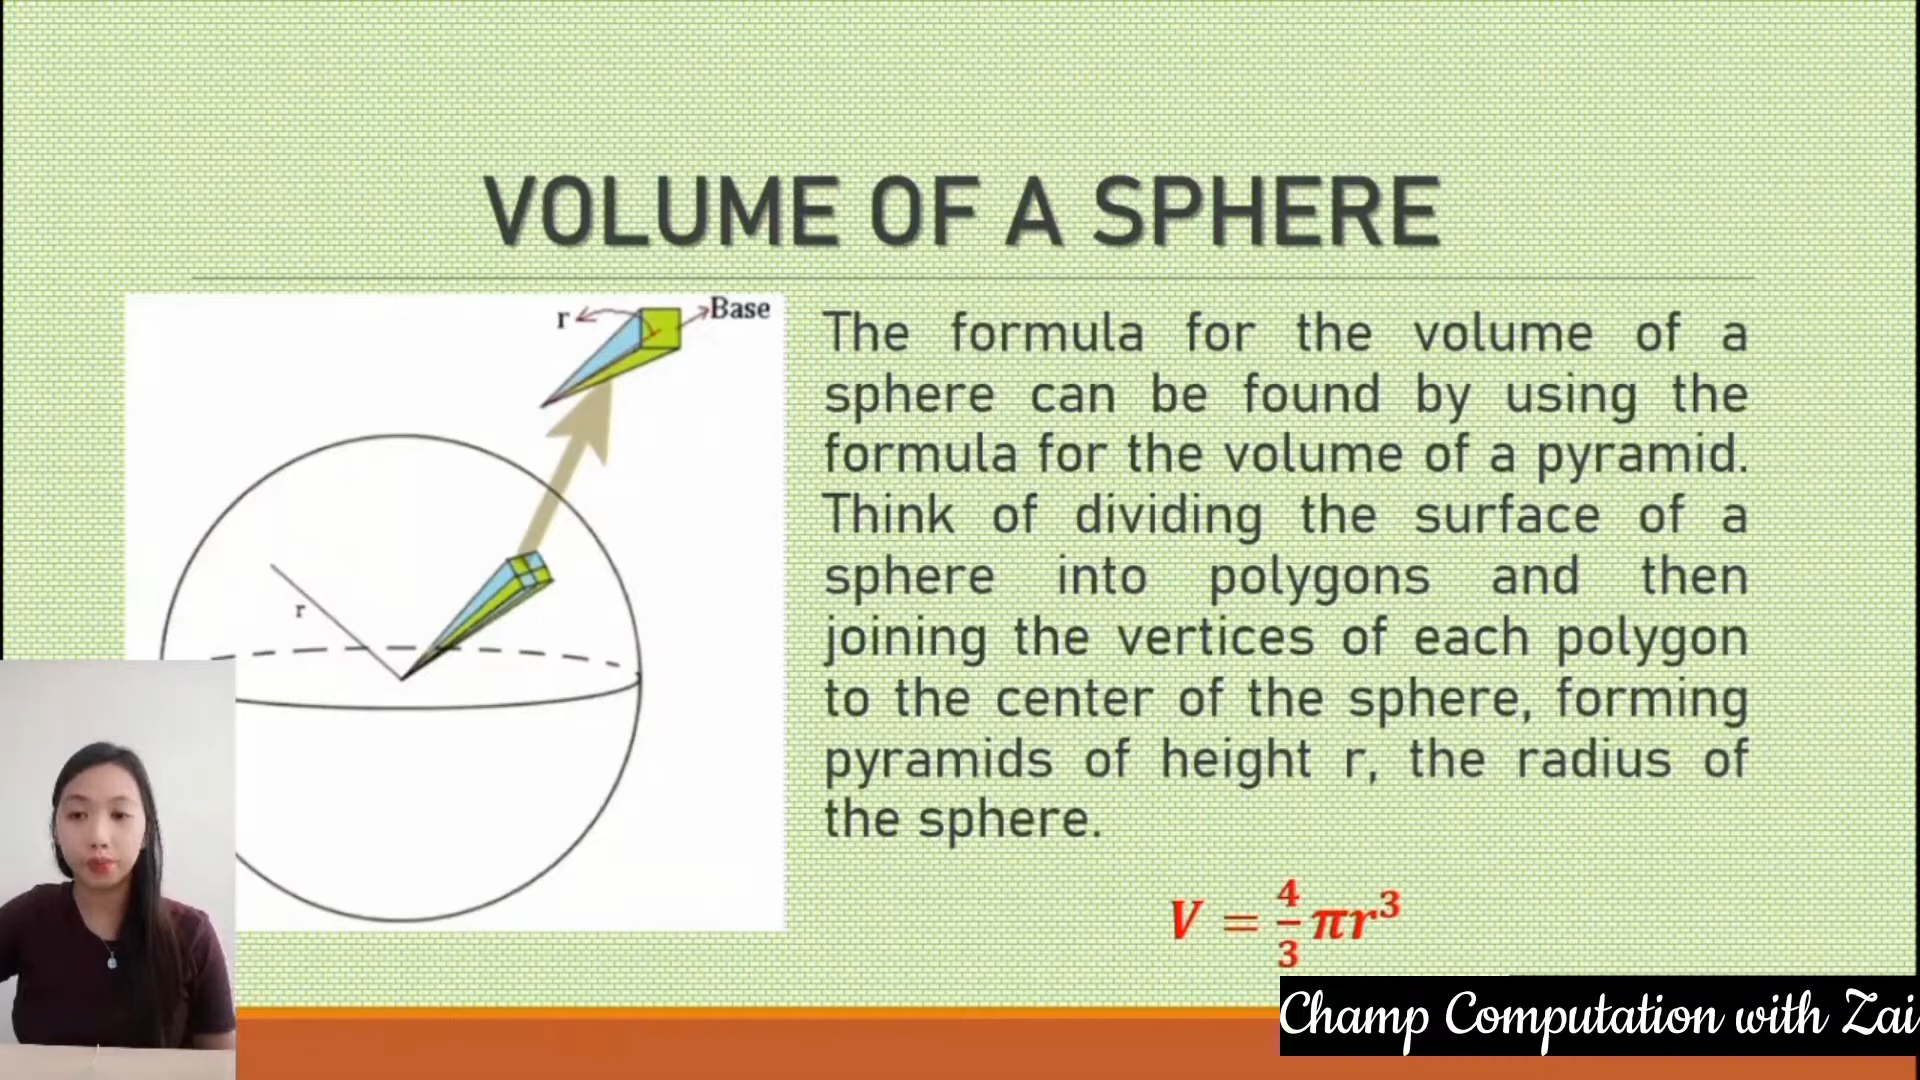 VOLUME OF A SPHERE
r
Base
r
The formula for the volume of a
sphere can be found by using the
formula for the volume of a pyramid.
Think of dividing the surface of a
sphere into polygons and then
joining the vertices of each polygon
to the center of the sphere, forming
pyramids of height r, the radius of
the sphere.
V = 4/3 πr³
Champ Computation with Zai